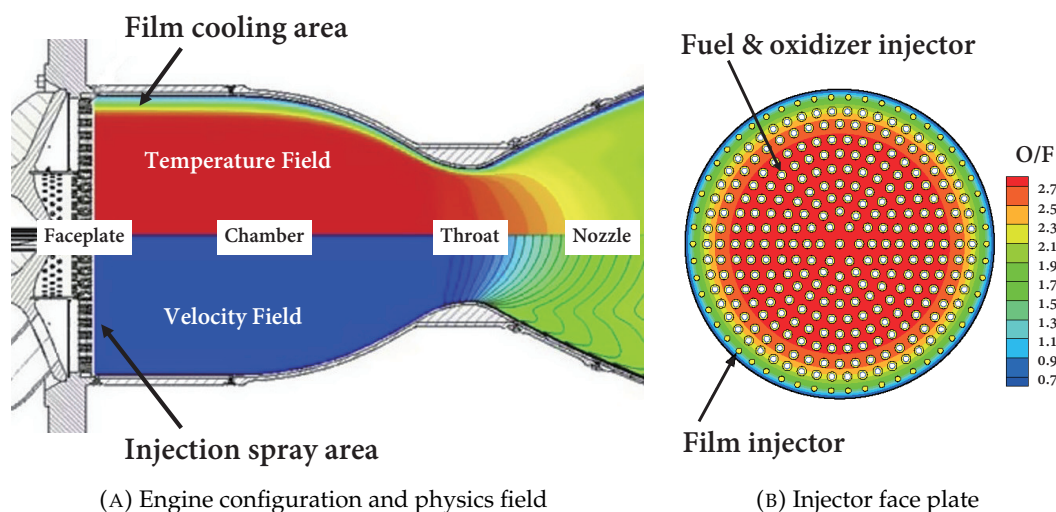 Film cooling area
Temperature Field
Faceplate
Chamber
Throat
Nozzle
Velocity Field
Injection spray area
(A) Engine configuration and physics field
Fuel & oxidizer injector
O/F
2.7
2.5
2.3
2.1
1.9
1.7
1.5
1.3
1.1
0.9
0.7
Film injector
(B) Injector face plate